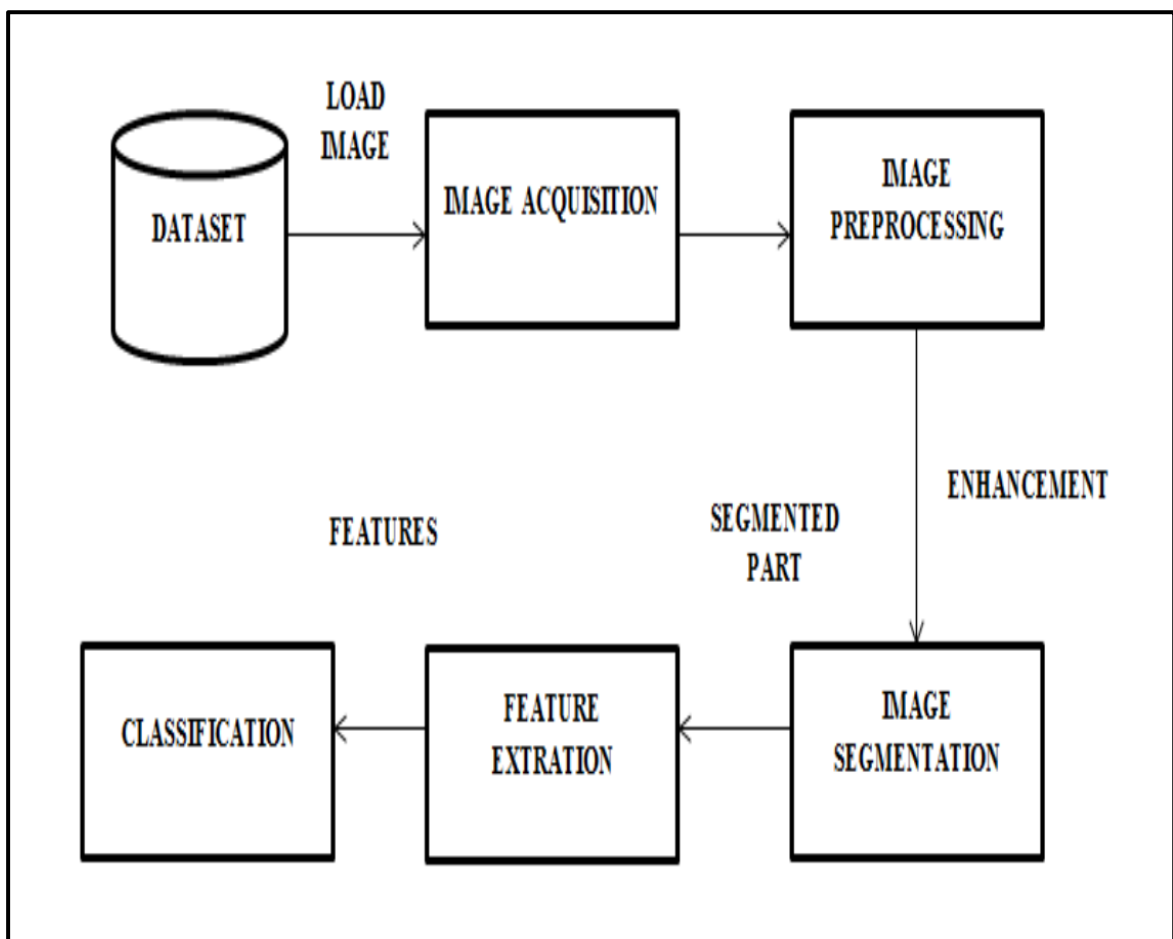 LOAD
IMAGE
DATASET
IMAGE ACQUISITION
IMAGE
PREPROCESSING
ENHANCEMENT
SEGMENTED
PART
FEATURES
CLASSIFICATION
FEATURE
EXTRATION
IMAGE
SEGMENTATION